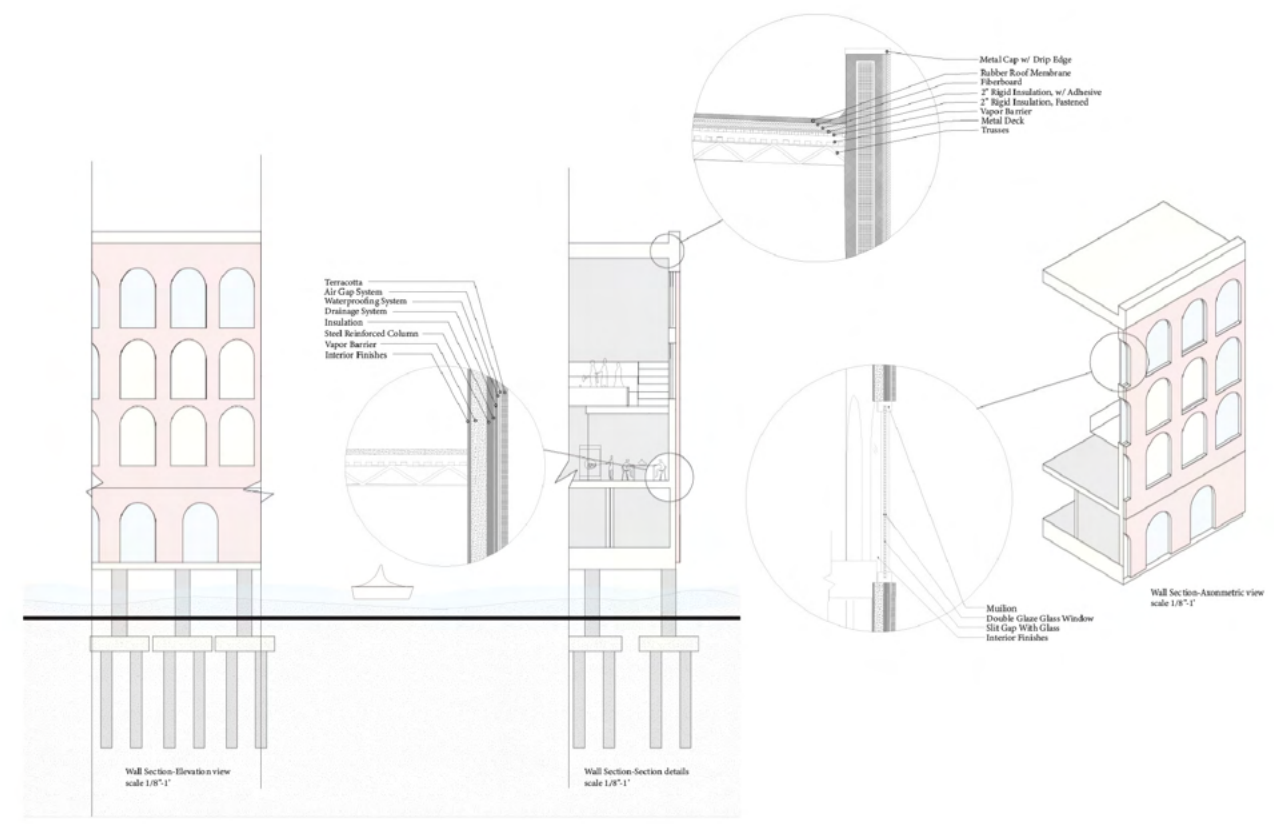 Metal Cap w/ Drip Edge
Rubber Roof Membrane
Fiberboard
2" Rigid Insulation, w/ Adhesive
2" Rigid Insulation, Fastened
Vapor Barrier
Metal Deck
Trusses
Terracotta
Air Gap System
Waterproofing System
Drainage System
Insulation
Steel Reinforced Column
Vapor Barrier
Interior Finishes
Wall Section-Axonmetric view
scale 1/8"-1'
Mullion
Double Glaze Glass Window
Slit Gap With Glass
Interior Finishes
Wall Section-Elevation view
scale 1/8"-1'
Wall Section-Section details
scale 1/8"-1'